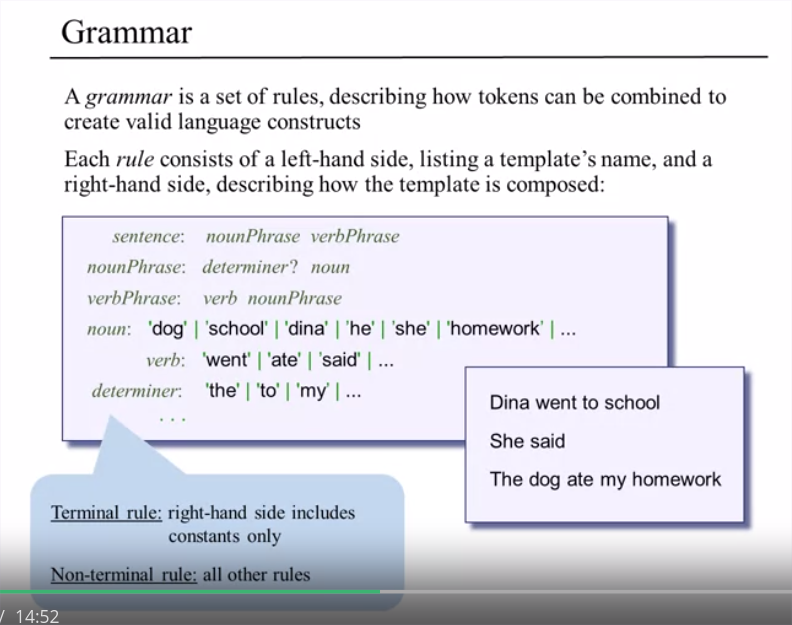 Grammar
A grammar is a set of rules, describing how tokens can be combined to
create valid language constructs
Each rule consists of a left-hand side, listing a template's name, and a
right-hand side, describing how the template is composed:
sentence: nounPhrase verbPhrase
nounPhrase: determiner? noun
verbPhrase: verb nounPhrase
noun: 'dog' | 'school' | 'dina' | 'he' | 'she' | 'homework' | ...
verb: 'went' | 'ate' | 'said' | ...
determiner: 'the' | 'to' | 'my' | ...
. . .
Dina went to school
She said
The dog ate my homework
Terminal rule: right-hand side includes
constants only
Non-terminal rule: all other rules
/ 14:52